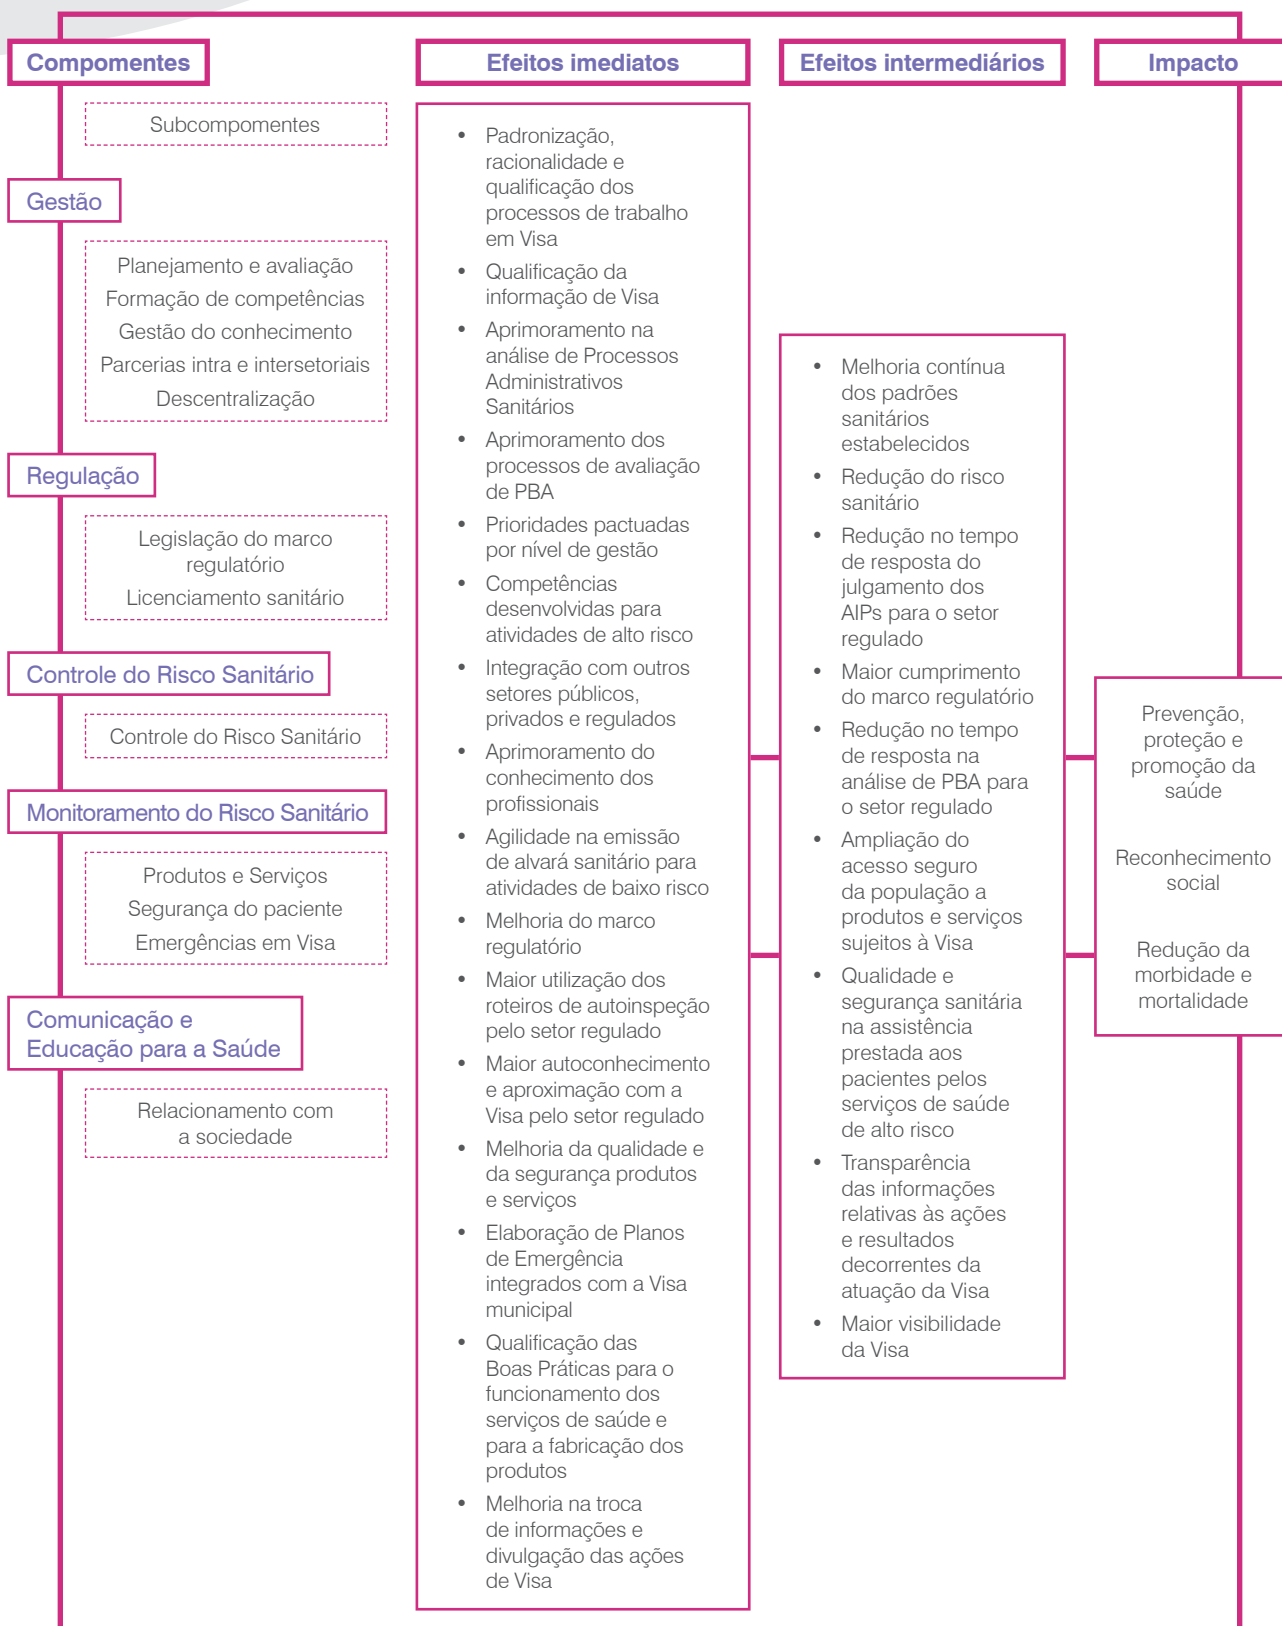 Compomentes
Subcompomentes
Gestão
Planejamento e avaliação
Formação de competências
Gestão do conhecimento
Parcerias intra e intersetoriais
Descentralização
Regulação
Legislação do marco
regulatório
Licenciamento sanitário
Controle do Risco Sanitário
Controle do Risco Sanitário
Monitoramento do Risco Sanitário
Produtos e Serviços
Segurança do paciente
Emergências em Visa
Comunicação e
Educação para a Saúde
Relacionamento com
a sociedade
Efeitos imediatos
• Padronização,
racionalidade e
qualificação dos
processos de trabalho
em Visa
• Qualificação da
informação de Visa
• Aprimoramento na
análise de Processos
Administrativos
Sanitários
• Aprimoramento dos
processos de avaliação
de PBA
• Prioridades pactuadas
por nível de gestão
• Competências
desenvolvidas para
atividades de alto risco
• Integração com outros
setores públicos,
privados e regulados
• Aprimoramento do
conhecimento dos
profissionais
• Agilidade na emissão
de alvará sanitário para
atividades de baixo risco
• Melhoria do marco
regulatório
• Maior utilização dos
roteiros de autoinspeção
pelo setor regulado
• Maior autoconhecimento
e aproximação com a
Visa pelo setor regulado
• Melhoria da qualidade e
da segurança produtos
e serviços
• Elaboração de Planos
de Emergência
integrados com a Visa
municipal
• Qualificação das
Boas Práticas para o
funcionamento dos
serviços de saúde e
para a fabricação dos
produtos
• Melhoria na troca
de informações e
divulgação das ações
de Visa
Efeitos intermediários
• Melhoria contínua
dos padrões
sanitários
estabelecidos
• Redução do risco
sanitário
• Redução no tempo
de resposta do
julgamento dos
AIPs para o setor
regulado
• Maior cumprimento
do marco regulatório
• Redução no tempo
de resposta na
análise de PBA para
o setor regulado
• Ampliação do
acesso seguro
da população a
produtos e serviços
sujeitos à Visa
• Qualidade e
segurança sanitária
na assistência
prestada aos
pacientes pelos
serviços de saúde
de alto risco
• Transparência
das informações
relativas às ações
e resultados
decorrentes da
atuação da Visa
• Maior visibilidade
da Visa
Impacto
Prevenção,
proteção e
promoção da
saúde
Reconhecimento
social
Redução da
morbidade e
mortalidade